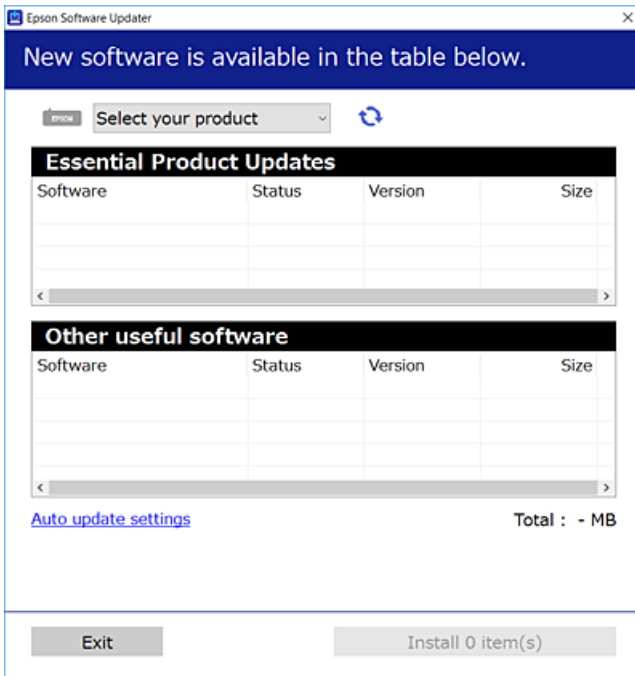 Epson Software Updater
New software is available in the table below.
EPSON Select your product
Essential Product Updates
Software Status Version Size
Other useful software
Software Status Version Size
Auto update settings Total : - MB
Exit Install 0 item(s)